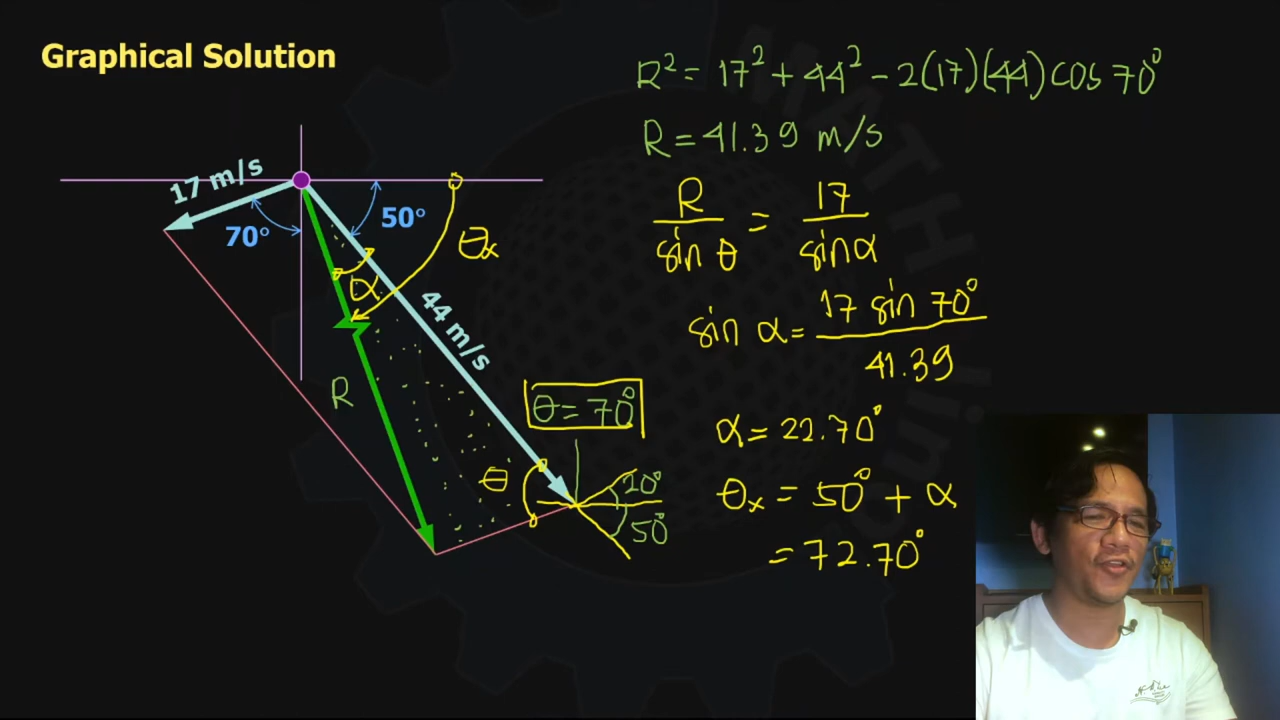 Graphical Solution
R² = 17² + 44² - 2(17)(44) cos 70°
R = 41.39 m/s
R / sin θ = 17 / sin α
sin α = 17 sin 70° / 41.39
α = 22.70°
θx = 50° + α
= 72.70°
17 m/s
70°
50°
θx
α
44 m/s
R
θ = 70°
θ
20°
50°
MATHing